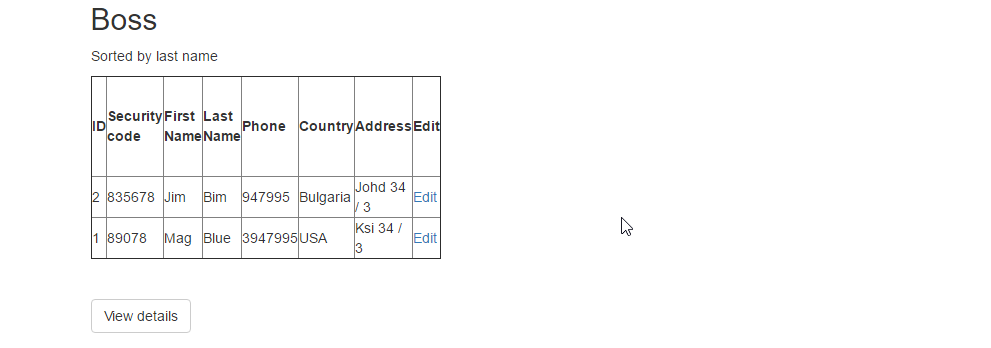 Boss
Sorted by last name
ID Security code First Name Last Name Phone Country Address Edit
2 835678 Jim Bim 947995 Bulgaria Johd 34 / 3 Edit
1 89078 Mag Blue 3947995 USA Ksi 34 / 3 Edit
View details